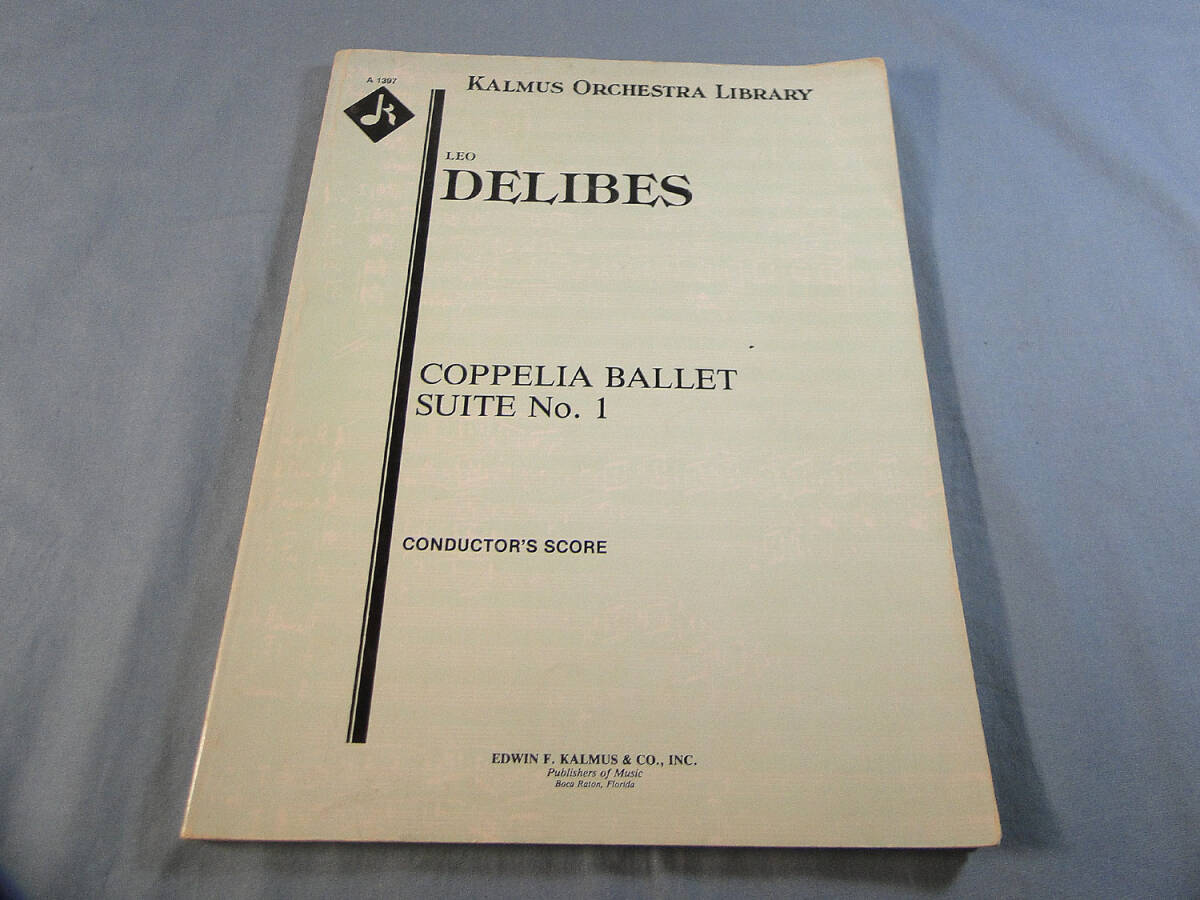 A 1397
KALMUS ORCHESTRA LIBRARY
LEO
DELIBES
COPPELIA BALLET
SUITE No. 1
CONDUCTOR'S SCORE
EDWIN F. KALMUS & CO., INC.
Publishers of Music
Boca Raton, Florida